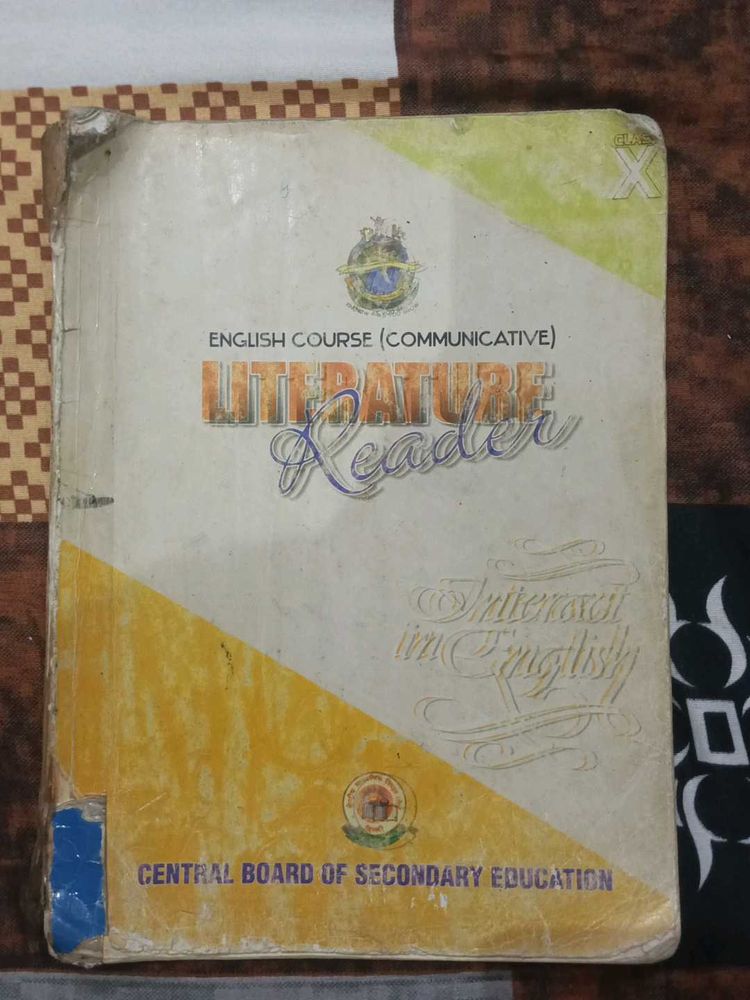 CLASS
X
ENGLISH COURSE (COMMUNICATIVE)
LITERATURE
Reader
Interact
in English
CENTRAL BOARD OF SECONDARY EDUCATION